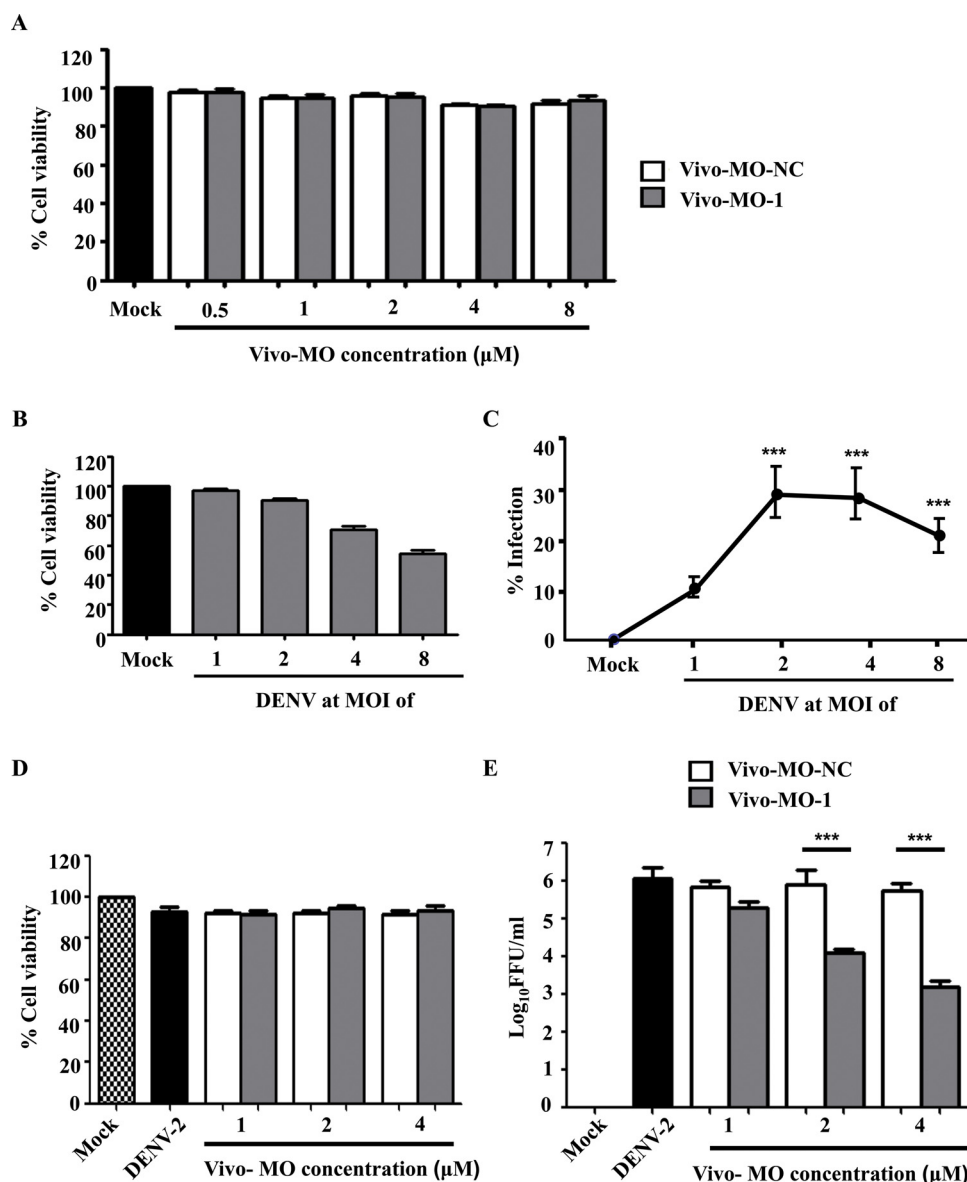 A
120
100
80
60
40
20
0
% Cell viability
Mock 0.5 1 2 4 8
Vivo-MO concentration (µM)
Vivo-MO-NC
Vivo-MO-1
B
120
100
80
60
40
20
0
% Cell viability
Mock 1 2 4 8
DENV at MOI of
C
40
30
20
10
0
% Infection
*** *** ***
Mock 1 2 4 8
DENV at MOI of
D
120
100
80
60
40
20
0
% Cell viability
Mock DENV-2 1 2 4
Vivo- MO concentration (µM)
E
Vivo-MO-NC
Vivo-MO-1
7
6
5
4
3
2
1
0
Log₁₀FFU/ml
*** ***
Mock DENV-2 1 2 4
Vivo- MO concentration (µM)